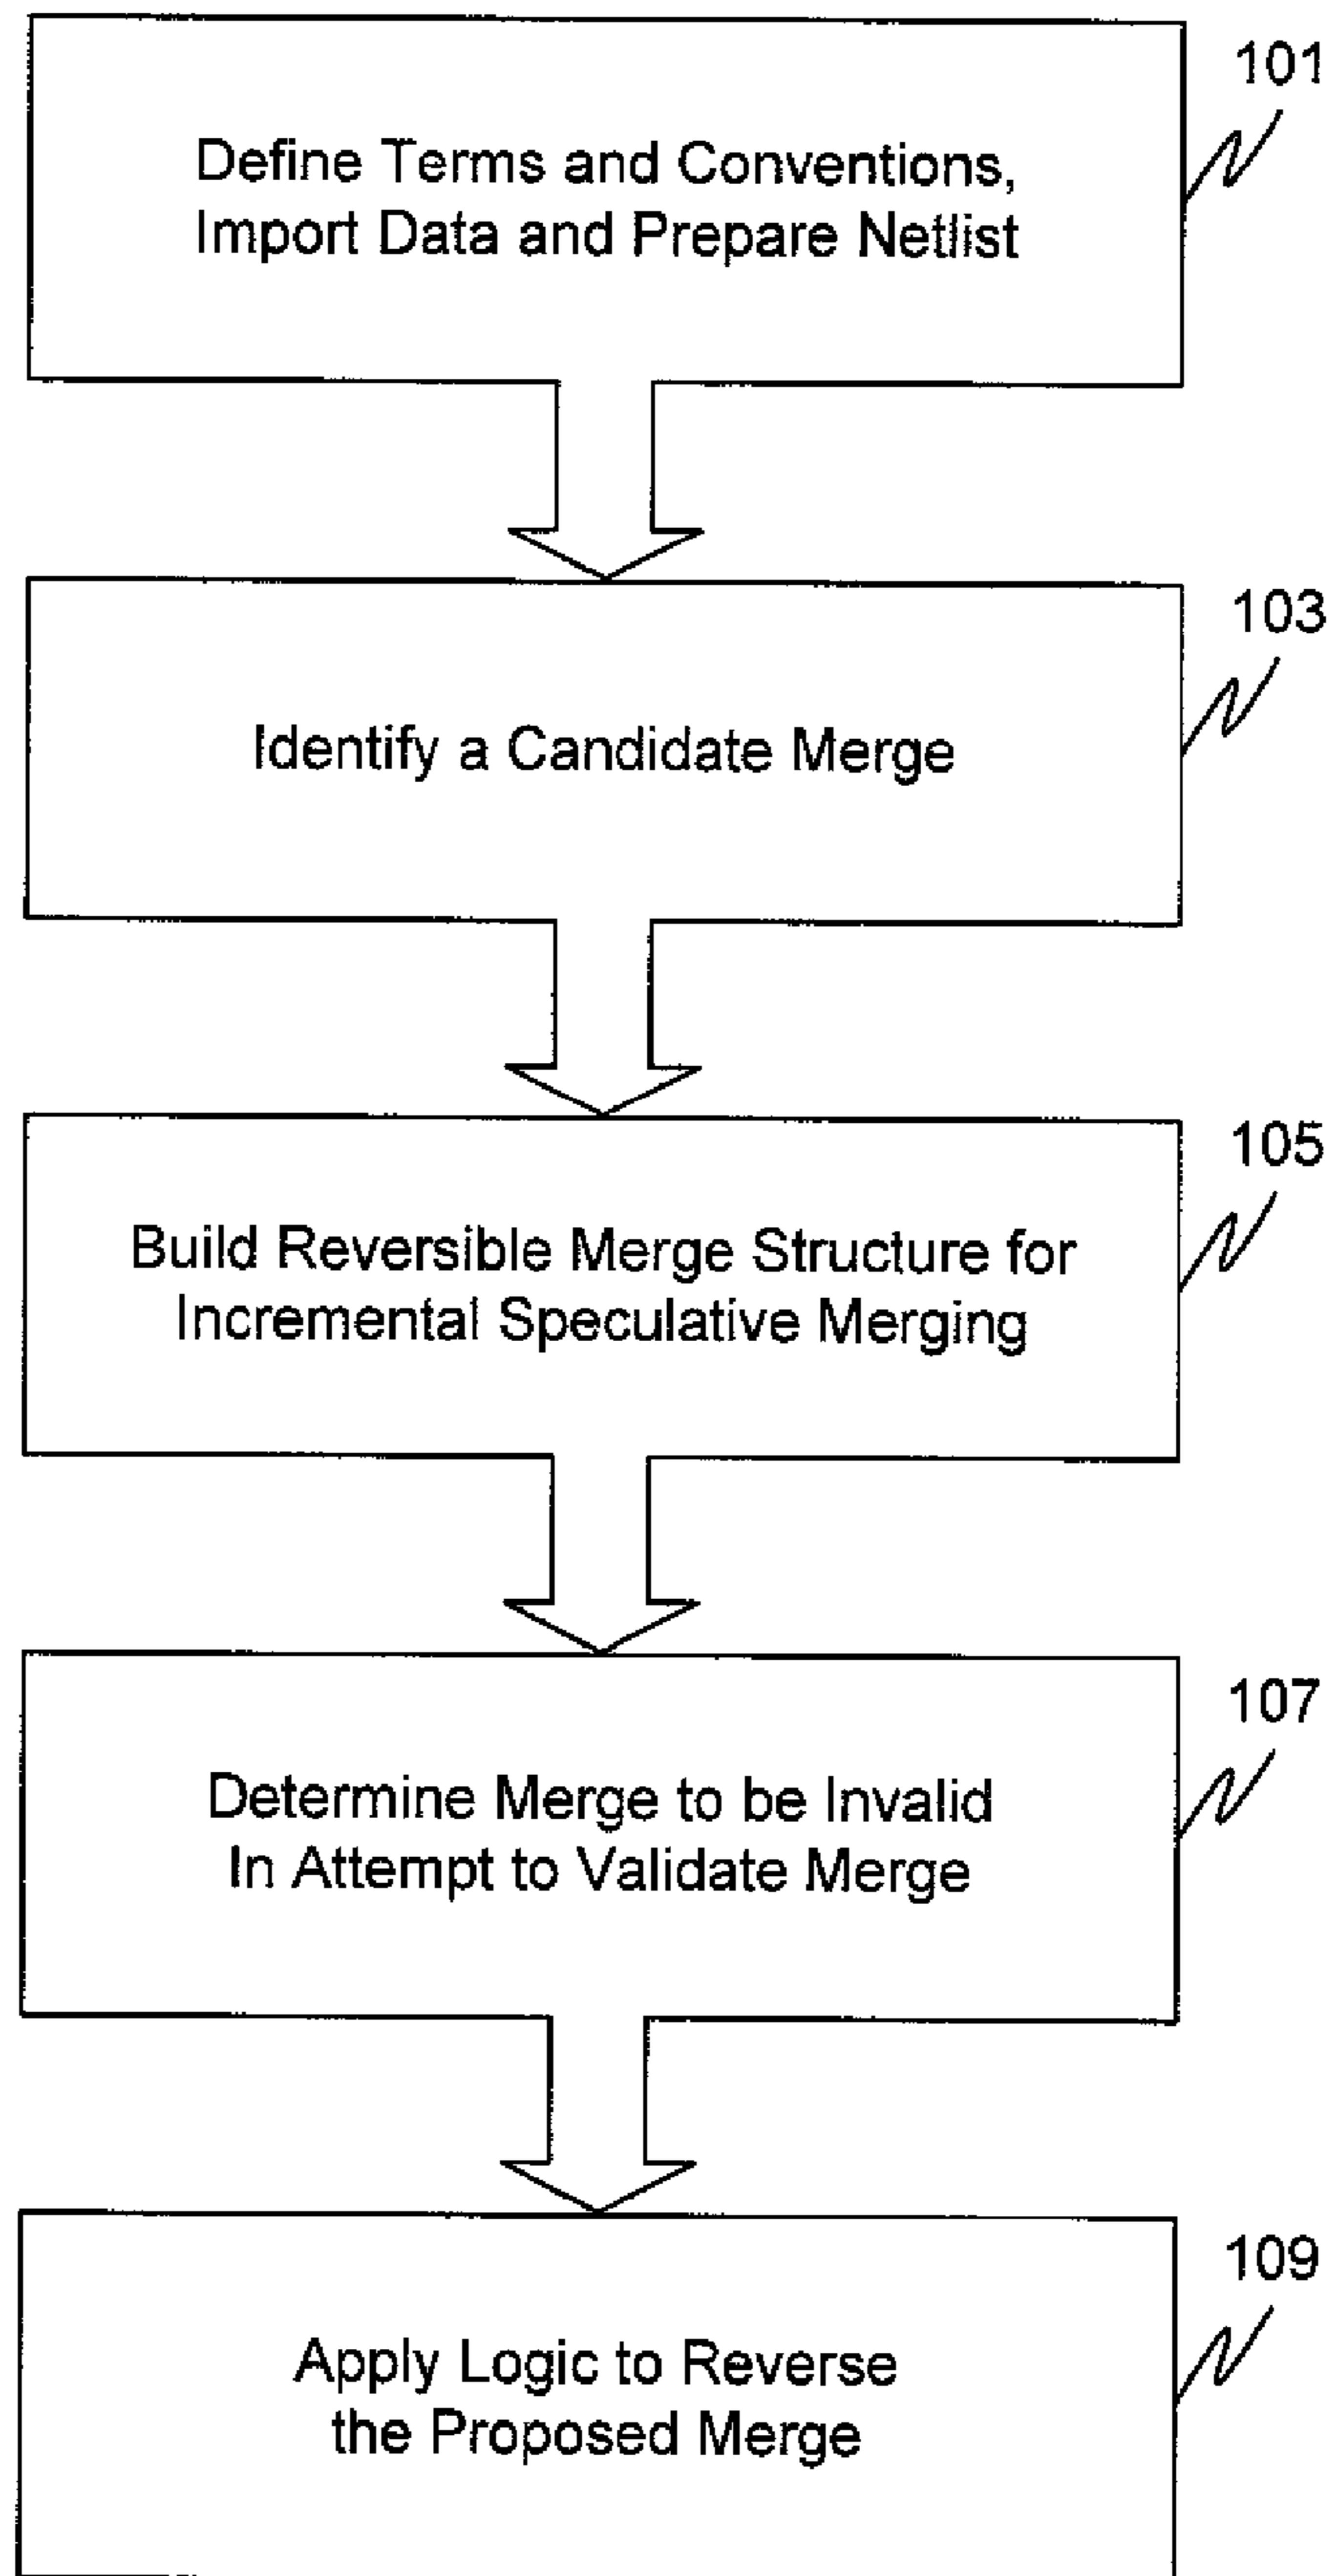 101
Define Terms and Conventions,
Import Data and Prepare Netlist
103
Identify a Candidate Merge
105
Build Reversible Merge Structure for
Incremental Speculative Merging
107
Determine Merge to be Invalid
In Attempt to Validate Merge
109
Apply Logic to Reverse
the Proposed Merge